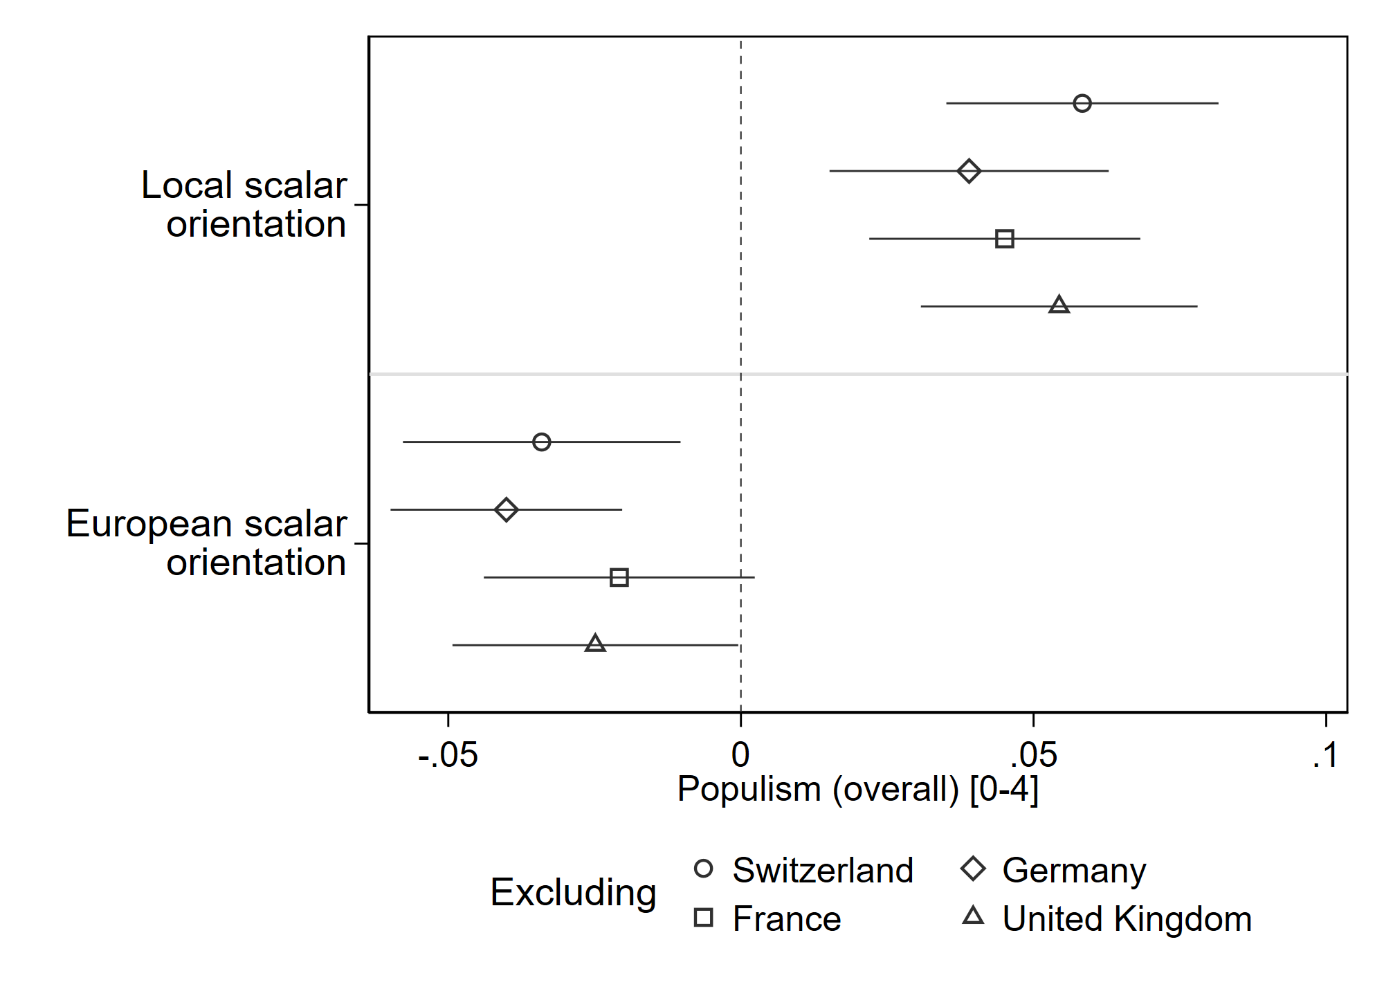 Local scalar
orientation
European scalar
orientation
-.05 0 .05 .1
Populism (overall) [0-4]
Excluding
Switzerland Germany
France United Kingdom